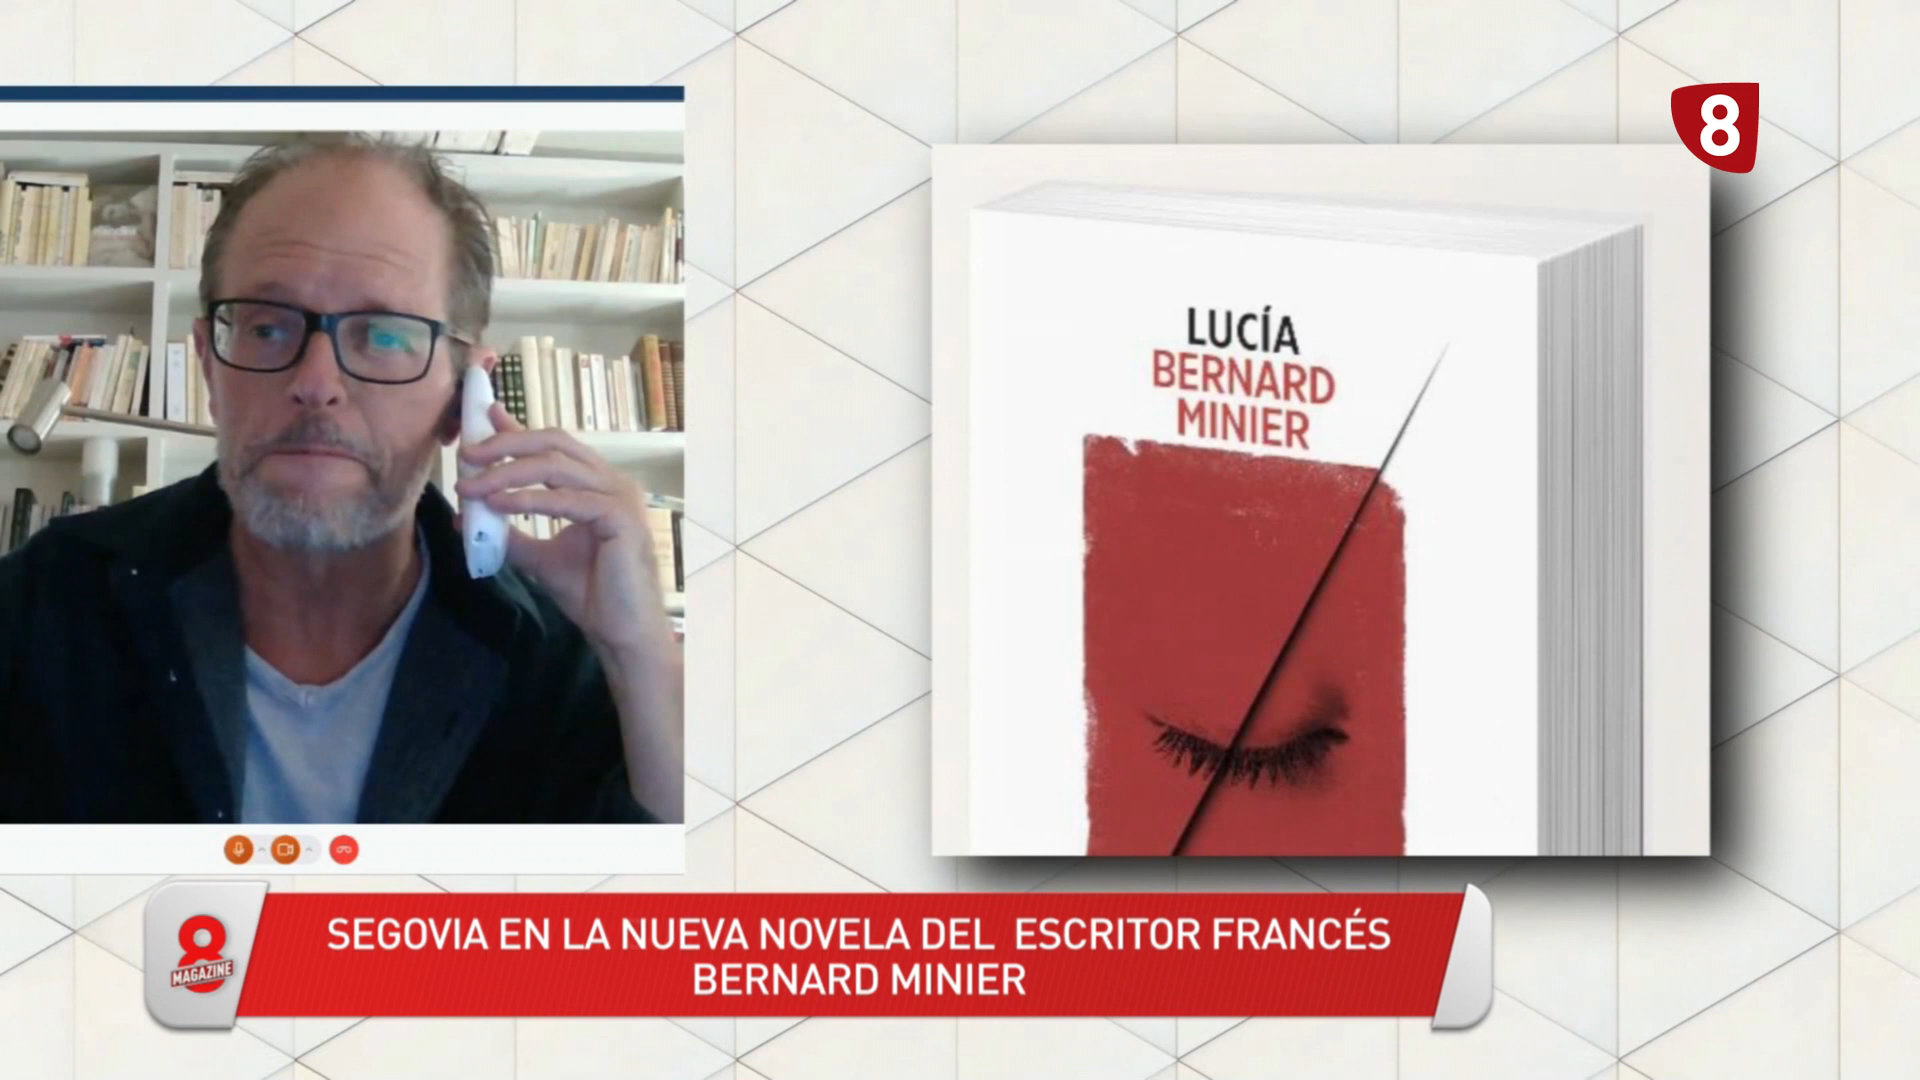 8
LUCÍA
BERNARD
MINIER
8
MAGAZINE
SEGOVIA EN LA NUEVA NOVELA DEL ESCRITOR FRANCÉS
BERNARD MINIER